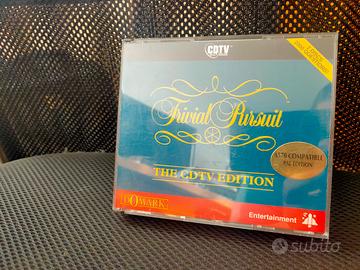 CDTV
Trivial Pursuit
THE CDTV EDITION
A570 COMPATIBLE
PAL EDITION
DOMARK
Entertainment
subito